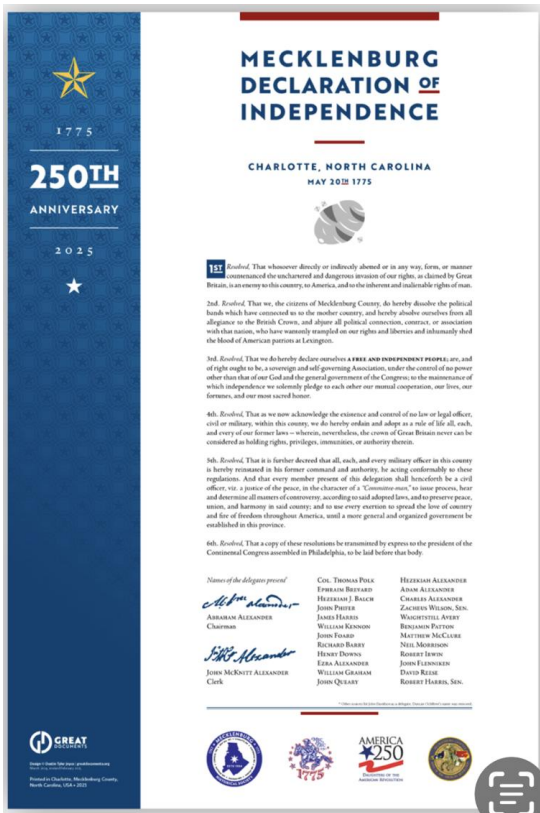 1775
250TH
ANNIVERSARY
2025
MECKLENBURG
DECLARATION OF
INDEPENDENCE
CHARLOTTE, NORTH CAROLINA
MAY 20TH 1775
1ST Resolved, That whosoever directly or indirectly abetted or in any way, form, or manner
countenanced the unchartered and dangerous invasion of our rights, as claimed by Great
Britain, is an enemy to this country, to America, and to the inherent and inalienable rights of man.
2nd. Resolved, That we, the citizens of Mecklenburg County, do hereby dissolve the political
bands which have connected us to the mother country, and hereby absolve ourselves from all
allegiance to the British Crown, and abjure all political connection, contract, or association
with that nation, who have wantonly trampled on our rights and liberties and inhumanly shed
the blood of American patriots at Lexington.
3rd. Resolved, That we do hereby declare ourselves A FREE AND INDEPENDENT PEOPLE; are, and
of right ought to be, a sovereign and self-governing Association, under the control of no power
other than that of our God and the general government of the Congress; to the maintenance of
which independence we solemnly pledge to each other our mutual cooperation, our lives, our
fortunes, and our most sacred honor.
4th. Resolved, That as we now acknowledge the existence and control of no law or legal officer,
civil or military, within this county, we do hereby ordain and adopt as a rule of life all, each,
and every of our former laws – wherein, nevertheless, the crown of Great Britain never can be
considered as holding rights, privileges, immunities, or authority therein.
5th. Resolved, That it is further decreed that all, each, and every military officer in this county
is hereby reinstated in his former command and authority, he acting conformably to these
regulations. And that every member present of this delegation shall henceforth be a civil
officer, viz. a justice of the peace, in the character of a "Committee-man," to issue process, hear
and determine all matters of controversy, according to said adopted laws, and to preserve peace,
union, and harmony in said county; and to use every exertion to spread the love of country
and fire of freedom throughout America, until a more general and organized government be
established in this province.
6th. Resolved, That a copy of these resolutions be transmitted by express to the president of the
Continental Congress assembled in Philadelphia, to be laid before that body.
Names of the delegates present
ABRAHAM ALEXANDER
Chairman
JOHN MCKNITT ALEXANDER
Clerk
COL. THOMAS POLK
EPHRAIM BREVARD
HEZEKIAH J. BALCH
JOHN PHIFER
JAMES HARRIS
WILLIAM KENNON
JOHN FOARD
RICHARD BARRY
HENRY DOWNS
EZRA ALEXANDER
WILLIAM GRAHAM
JOHN QUEARY
HEZEKIAH ALEXANDER
ADAM ALEXANDER
CHARLES ALEXANDER
ZACHEUS WILSON, SEN.
WAIGHTSTILL AVERY
BENJAMIN PATTON
MATTHEW MCCLURE
NEIL MORRISON
ROBERT IRWIN
JOHN FLENNIKEN
DAVID REESE
ROBERT HARRIS, SEN.
GREAT
DOCUMENTS
Printed in Charlotte, Mecklenburg County,
North Carolina, USA • 2025
MECKLENBURG
1775
AMERICA
250
DAUGHTERS OF THE
AMERICAN REVOLUTION